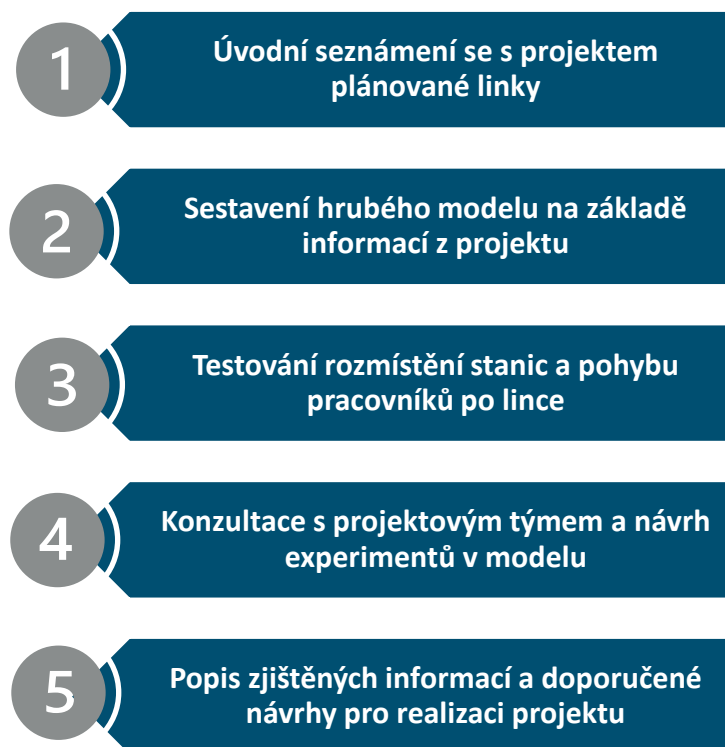 1
Úvodní seznámení se s projektem
plánované linky
2
Sestavení hrubého modelu na základě
informací z projektu
3
Testování rozmístění stanic a pohybu
pracovníků po lince
4
Konzultace s projektovým týmem a návrh
experimentů v modelu
5
Popis zjištěných informací a doporučené
návrhy pro realizaci projektu